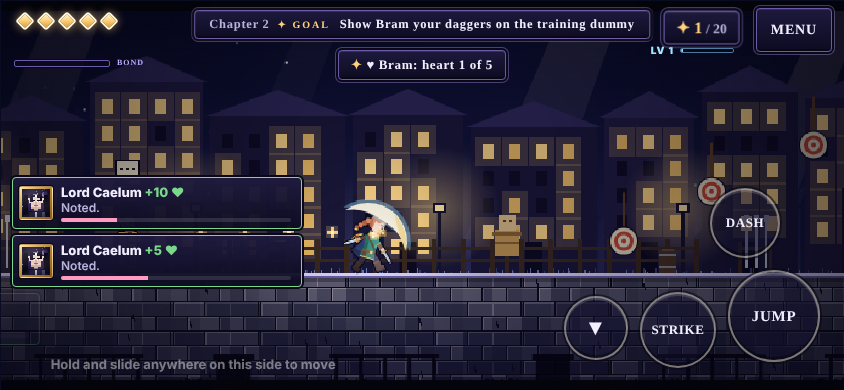 Chapter 2 ✦ GOAL Show Bram your daggers on the training dummy
✦ 1 / 20
MENU
BOND
LV 1
✦ ♥ Bram: heart 1 of 5
Lord Caelum +10 ♥
Noted.
Lord Caelum +5 ♥
Noted.
DASH
▼
STRIKE
JUMP
Hold and slide anywhere on this side to move